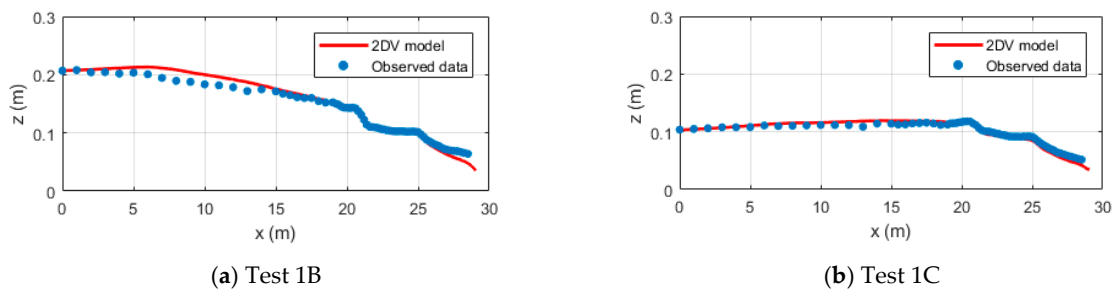 0.3
0.2
0.1
0
z (m)
2DV model
Observed data
0 5 10 15 20 25 30
x (m)
(a) Test 1B
0.3
0.2
0.1
0
z (m)
2DV model
Observed data
0 5 10 15 20 25 30
x (m)
(b) Test 1C